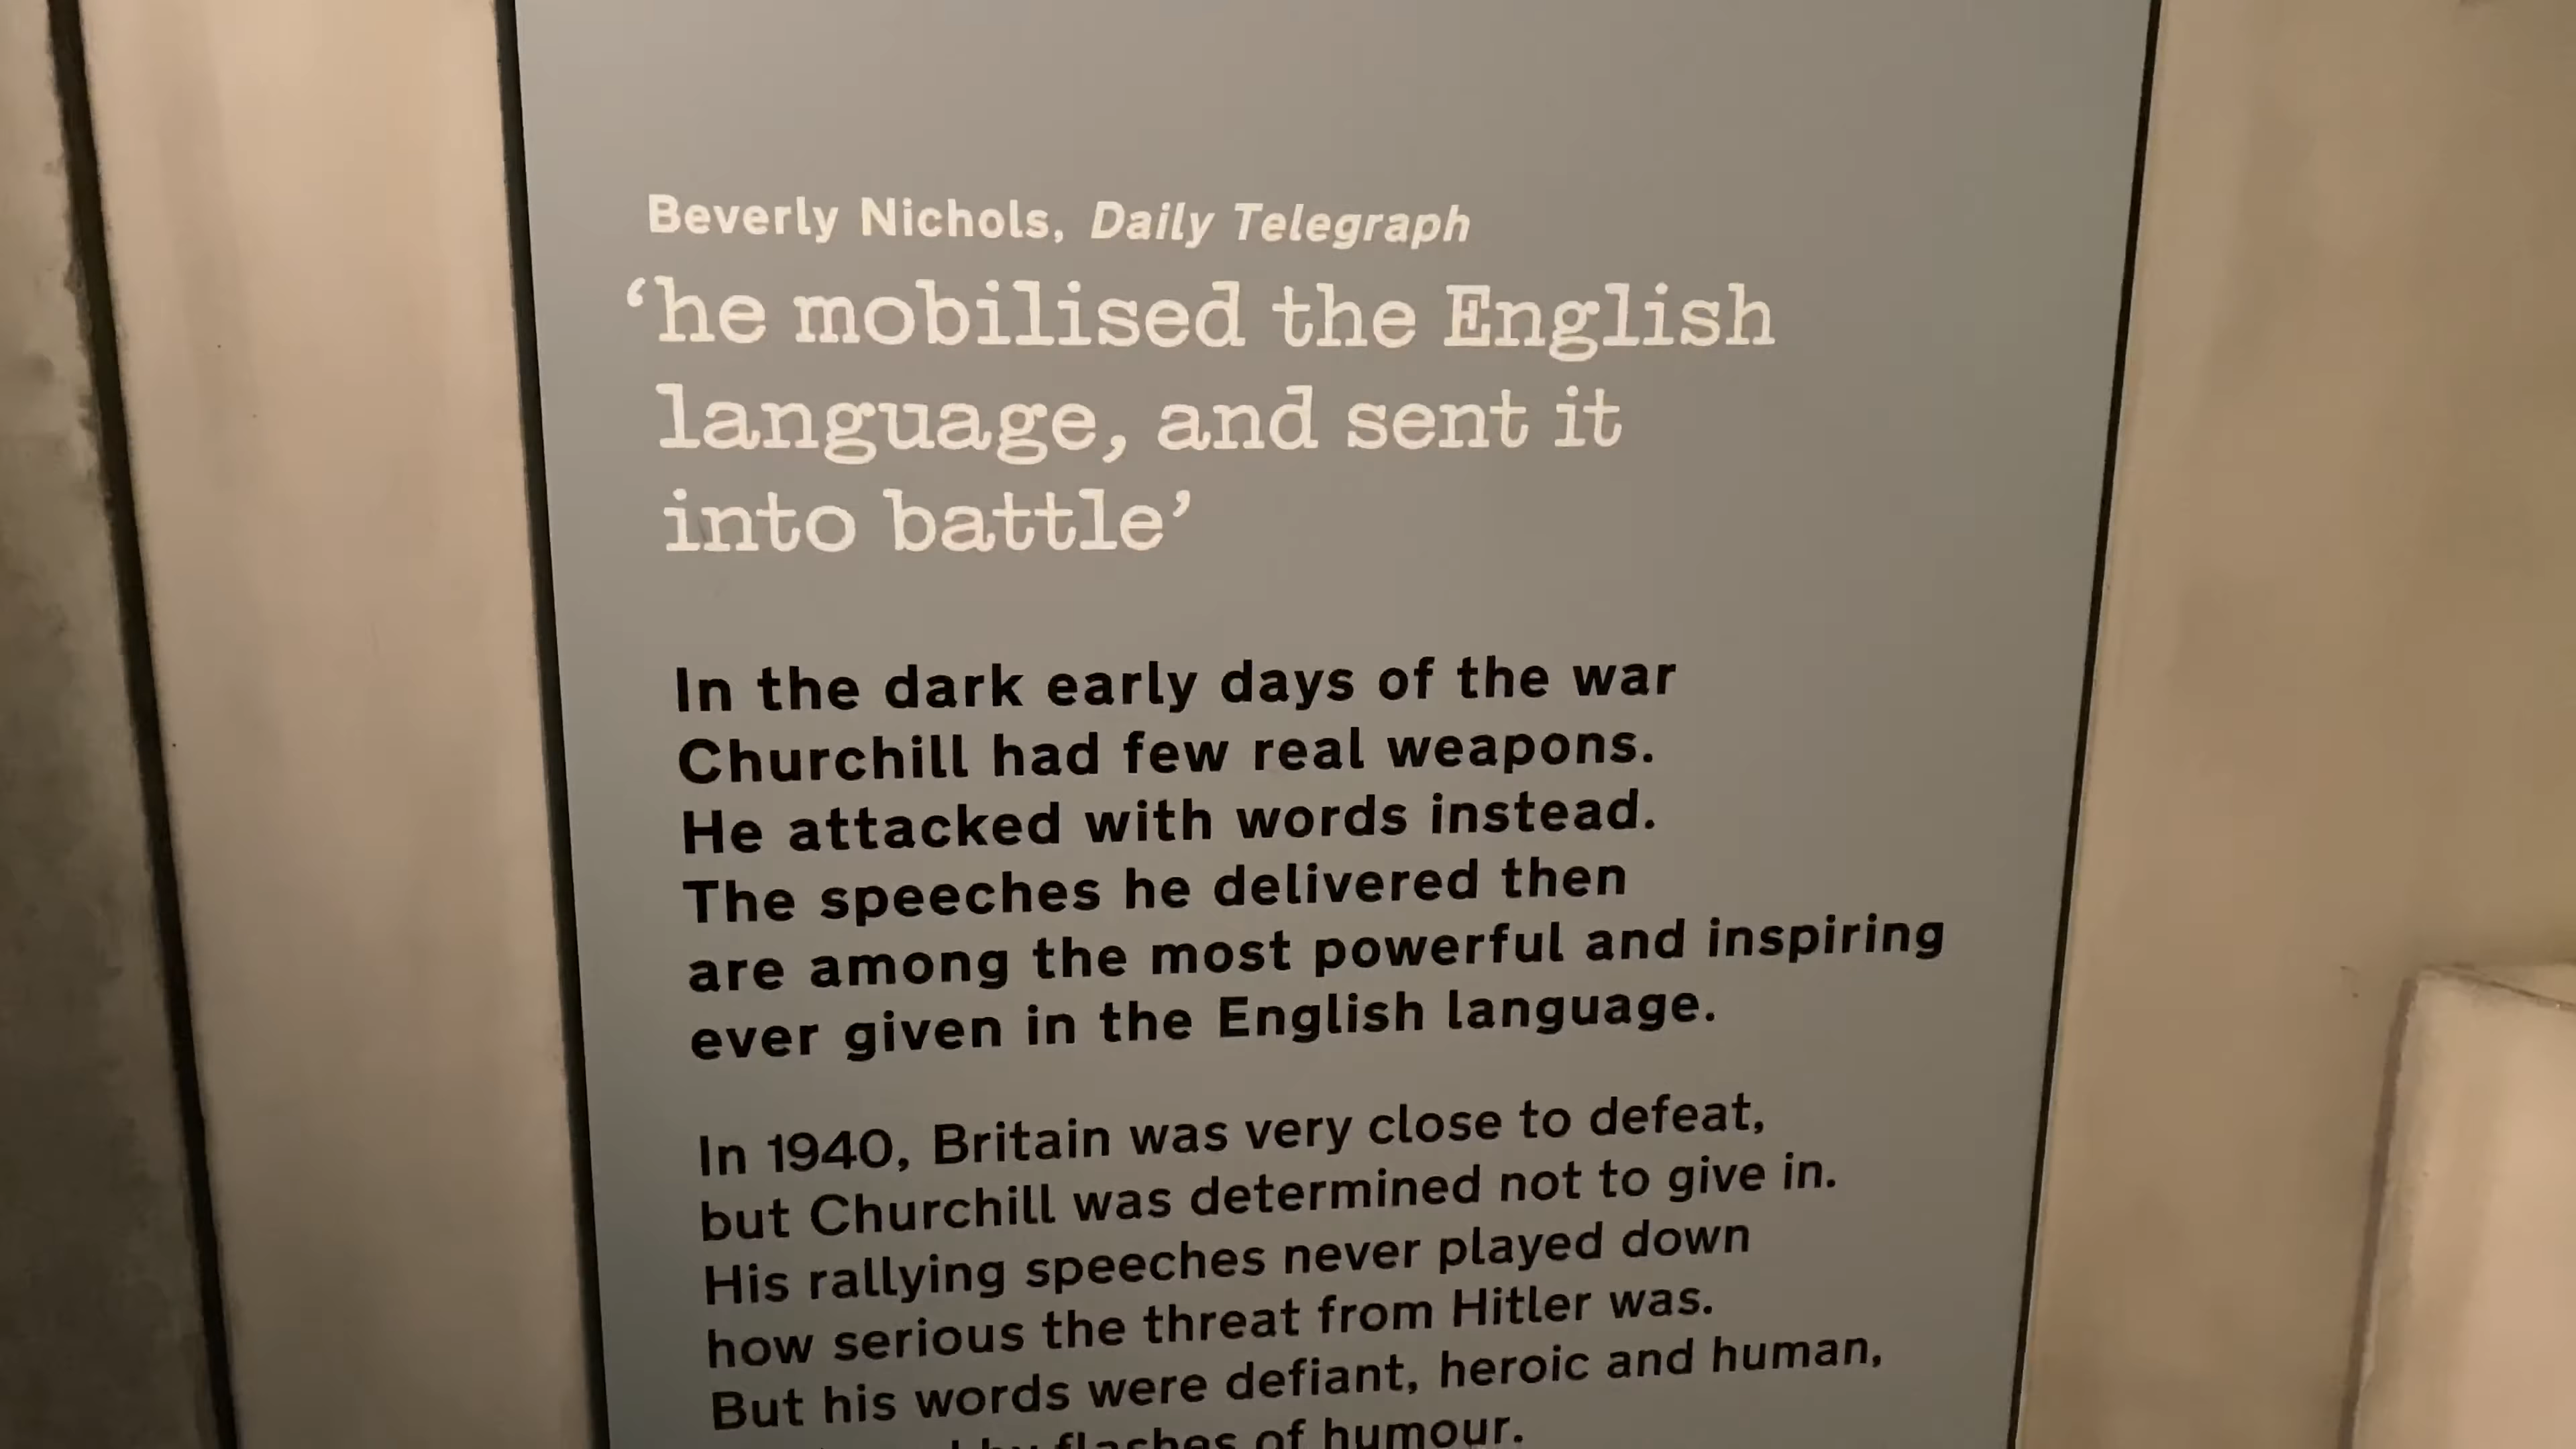 Beverly Nichols, Daily Telegraph
‘he mobilised the English
language, and sent it
into battle’
In the dark early days of the war
Churchill had few real weapons.
He attacked with words instead.
The speeches he delivered then
are among the most powerful and inspiring
ever given in the English language.
In 1940, Britain was very close to defeat,
but Churchill was determined not to give in.
His rallying speeches never played down
how serious the threat from Hitler was.
But his words were defiant, heroic and human,
flashes of humour.